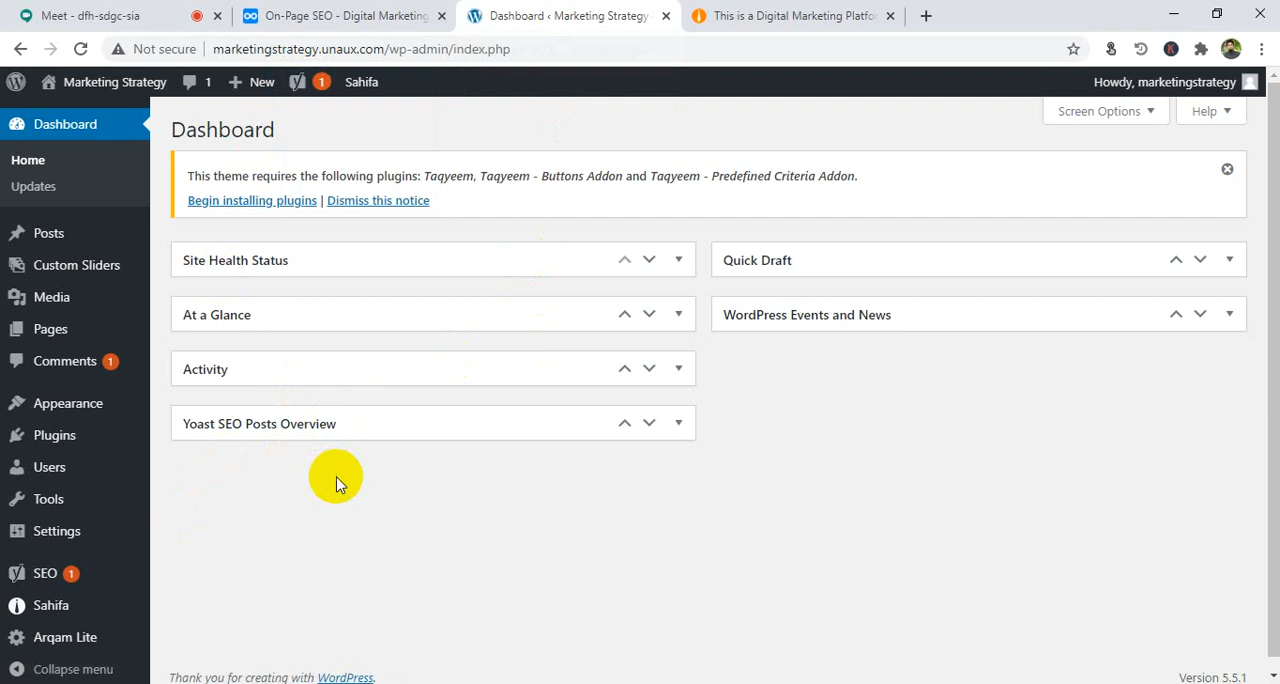 Meet - dfh-sdgc-sia
On-Page SEO - Digital Marketing
Dashboard ‹ Marketing Strategy
This is a Digital Marketing Platfor
Not secure
marketingstrategy.unaux.com/wp-admin/index.php
Marketing Strategy
1
New
1
Sahifa
Howdy, marketingstrategy
Dashboard
Home
Updates
Posts
Custom Sliders
Media
Pages
Comments 1
Appearance
Plugins
Users
Tools
Settings
SEO 1
Sahifa
Arqam Lite
Collapse menu
Screen Options
Help
Dashboard
This theme requires the following plugins: Taqyeem, Taqyeem - Buttons Addon and Taqyeem - Predefined Criteria Addon.
Begin installing plugins | Dismiss this notice
Site Health Status
At a Glance
Activity
Yoast SEO Posts Overview
Quick Draft
WordPress Events and News
Thank you for creating with WordPress.
Version 5.5.1